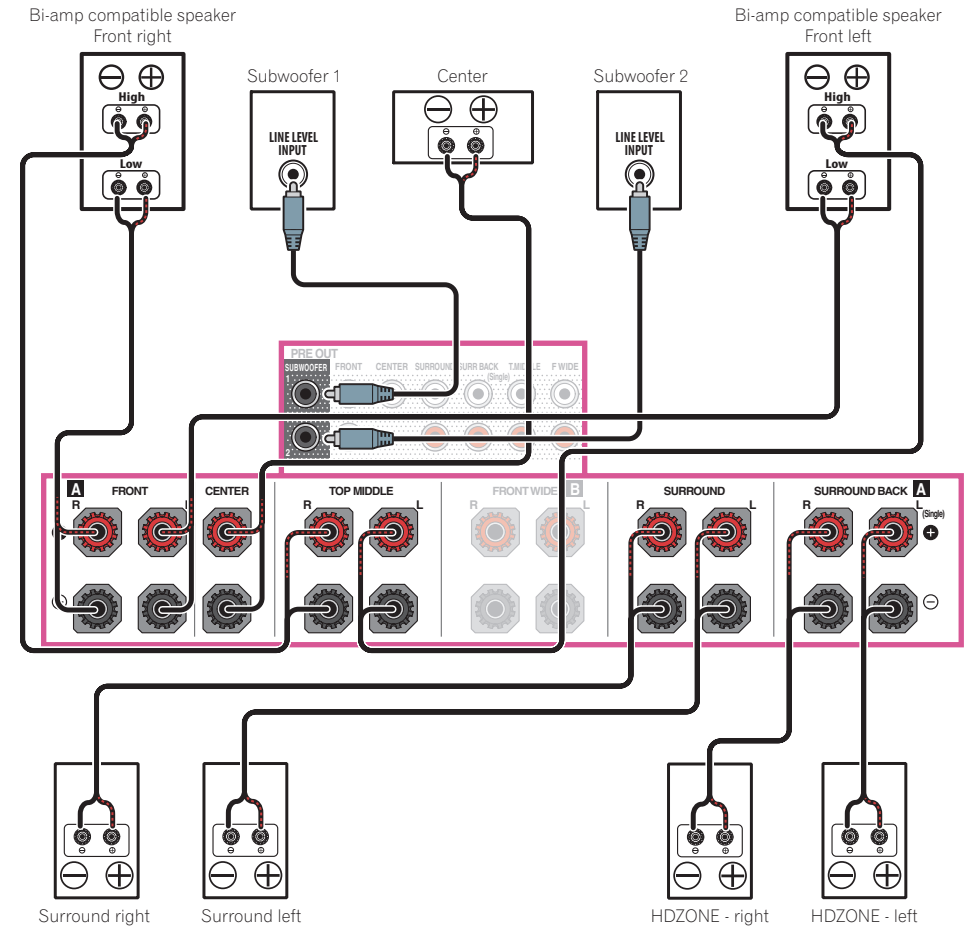 Bi-amp compatible speaker
Front right
Bi-amp compatible speaker
Front left
Subwoofer 1
Center
Subwoofer 2
High
Low
LINE LEVEL
INPUT
LINE LEVEL
INPUT
High
Low
PRE OUT
SUBWOOFER FRONT CENTER SURROUND SURR BACK T.MIDDLE F WIDE
(Single)
1
2
A FRONT CENTER TOP MIDDLE FRONT WIDE B SURROUND SURROUND BACK A
R L R L R L R L R L
(Single)
Surround right
Surround left
HDZONE - right
HDZONE - left